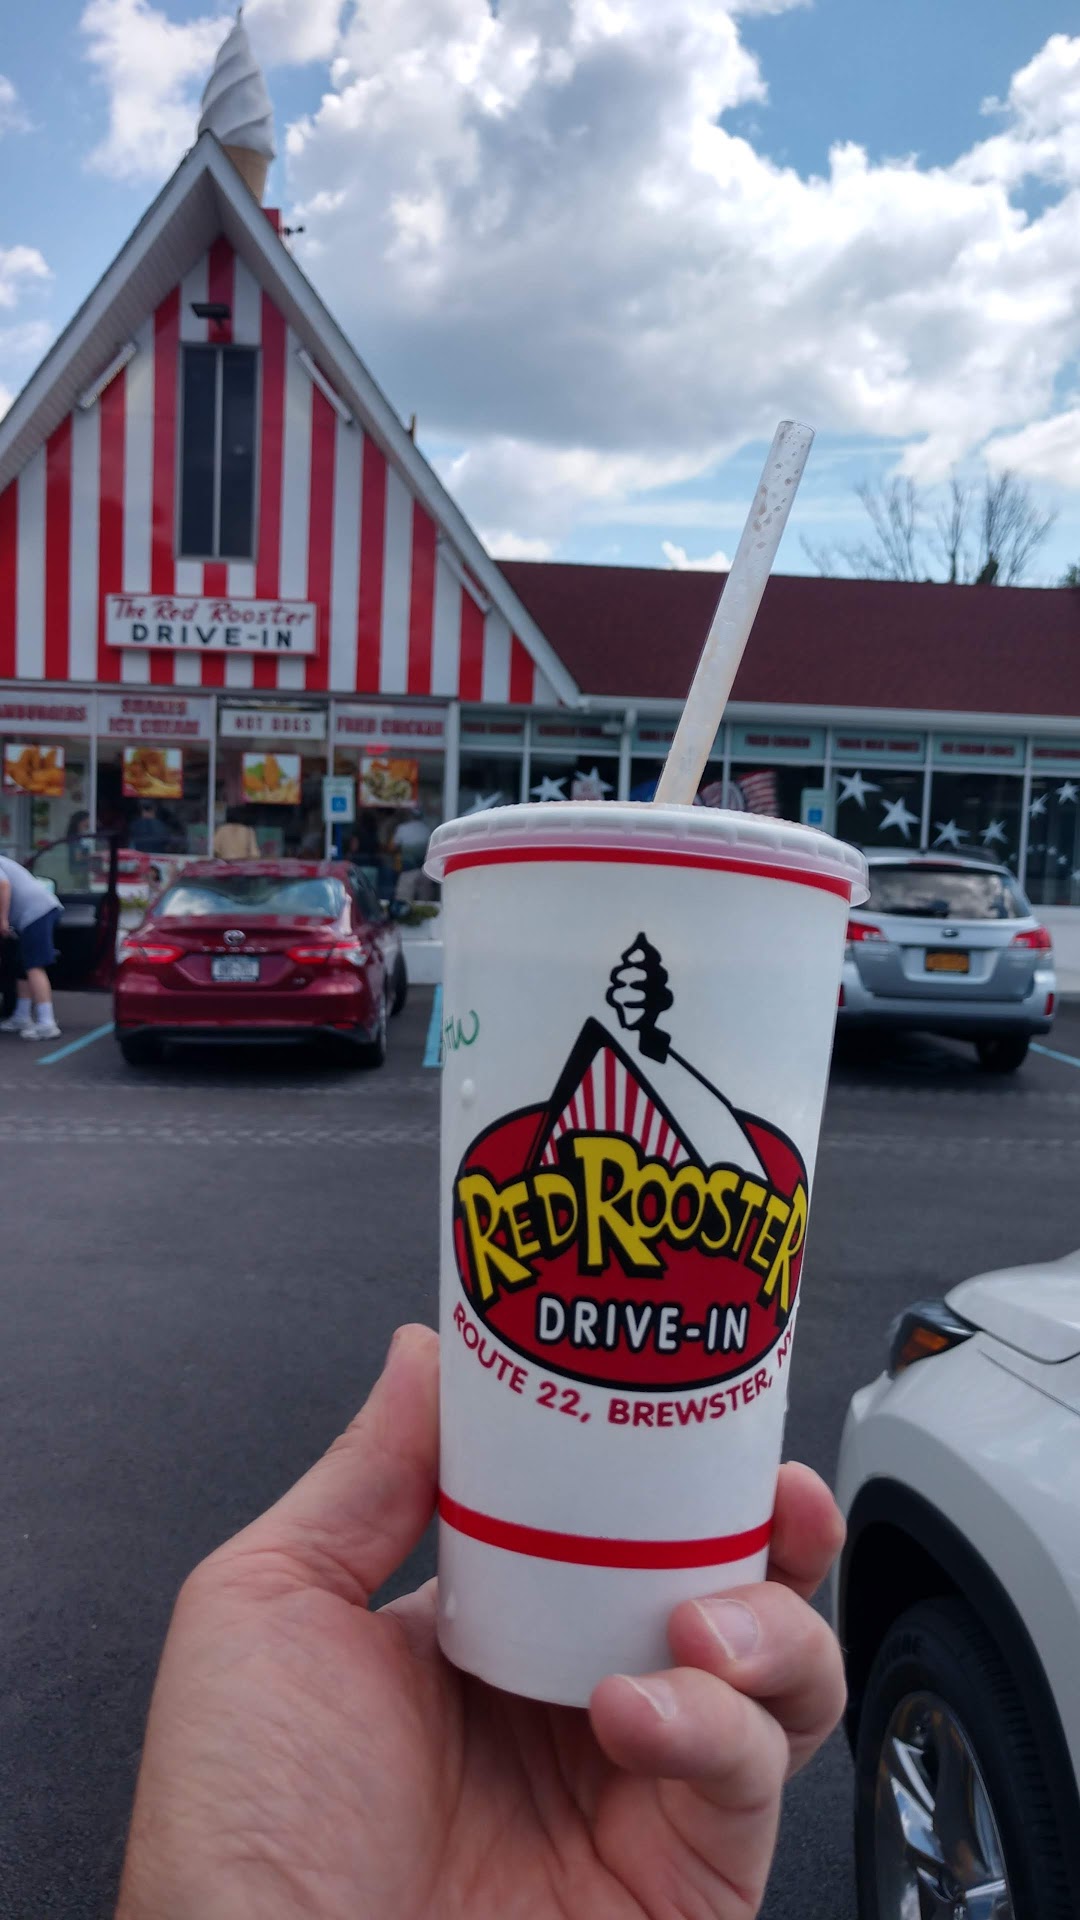 The Red Rooster
DRIVE-IN
HAMBURGERS
SHAKES
ICE CREAM
HOT DOGS
FRIED CHICKEN
RED ROOSTER
DRIVE-IN
ROUTE 22, BREWSTER, NY